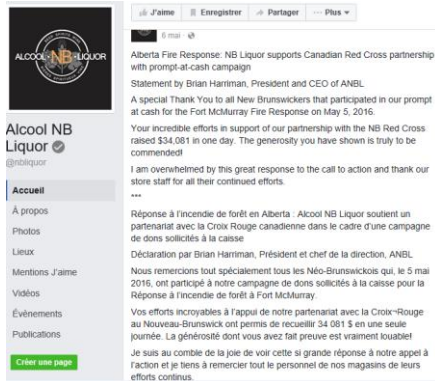 J'aime Enregistrer Partager Plus
ALCOOL NB LIQUOR
Alcool NB
Liquor
@nbliquor
Accueil
À propos
Photos
Lieux
Mentions J'aime
Vidéos
Événements
Publications
Créer une page
6 mai ·
Alberta Fire Response: NB Liquor supports Canadian Red Cross partnership
with prompt-at-cash campaign
Statement by Brian Harriman, President and CEO of ANBL
A special Thank You to all New Brunswickers that participated in our prompt
at cash for the Fort McMurray Fire Response on May 5, 2016.
Your incredible efforts in support of our partnership with the NB Red Cross
raised $34,081 in one day. The generosity you have shown is truly to be
commended!
I am overwhelmed by this great response to the call to action and thank our
store staff for all their continued efforts.
***
Réponse à l'incendie de forêt en Alberta : Alcool NB Liquor soutient un
partenariat avec la Croix Rouge canadienne dans le cadre d'une campagne
de dons sollicités à la caisse
Déclaration par Brian Harriman, Président et chef de la direction, ANBL
Nous remercions tout spécialement tous les Néo-Brunswickois qui, le 5 mai
2016, ont participé à notre campagne de dons sollicités à la caisse pour la
Réponse à l'incendie de forêt à Fort McMurray.
Vos efforts incroyables à l'appui de notre partenariat avec la Croix¬Rouge
au Nouveau-Brunswick ont permis de recueillir 34 081 $ en une seule
journée. La générosité dont vous avez fait preuve est vraiment louable!
Je suis au comble de la joie de voir cette si grande réponse à notre appel à
l'action et je tiens à remercier tout le personnel de nos magasins de leurs
efforts continus.